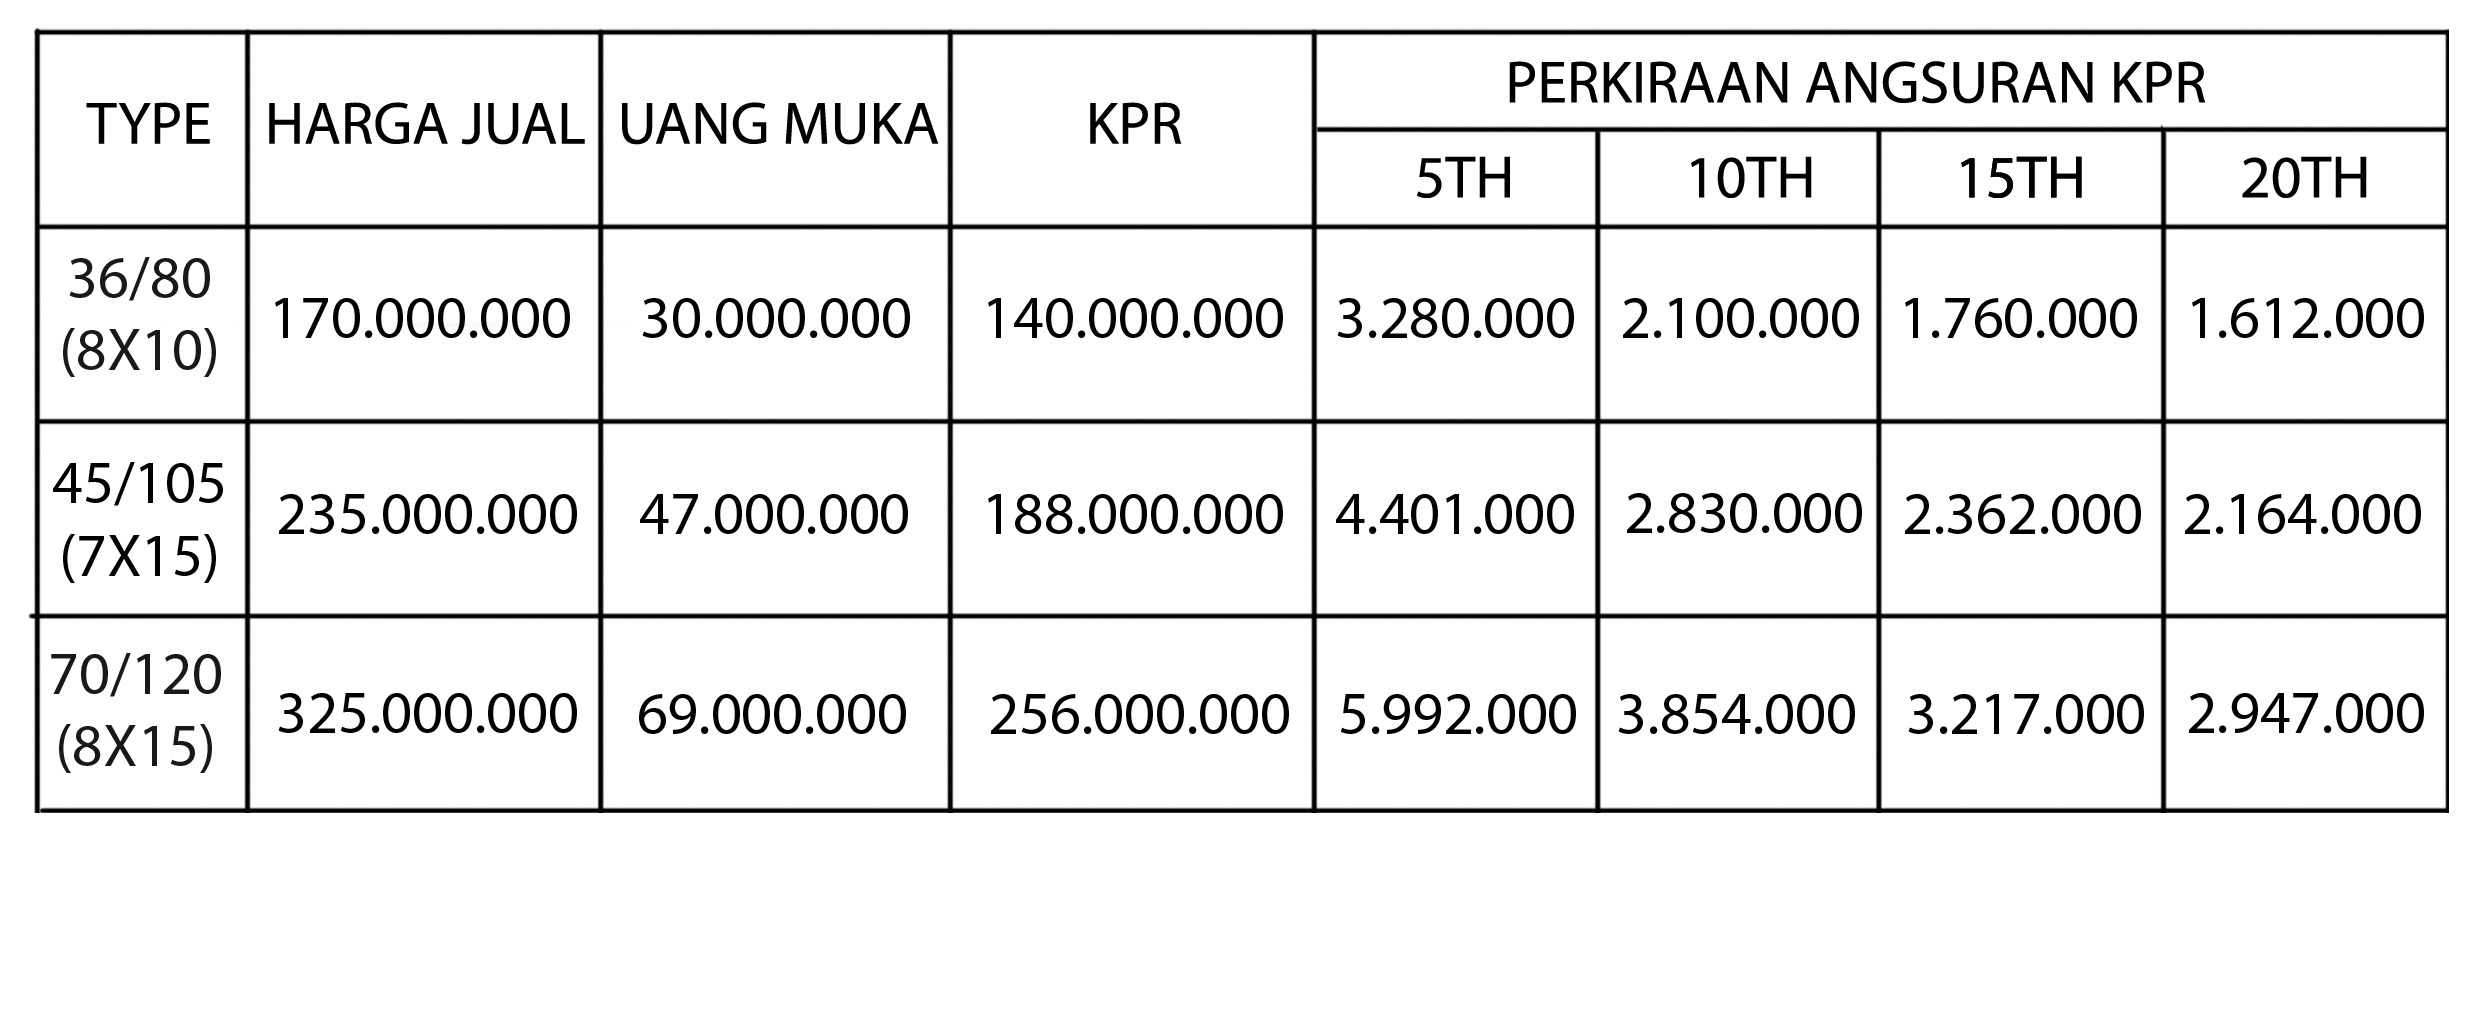 TYPE HARGA JUAL UANG MUKA KPR PERKIRAAN ANGSURAN KPR
5TH 10TH 15TH 20TH
36/80
(8X10)
170.000.000 30.000.000 140.000.000 3.280.000 2.100.000 1.760.000 1.612.000
45/105
(7X15)
235.000.000 47.000.000 188.000.000 4.401.000 2.830.000 2.362.000 2.164.000
70/120
(8X15)
325.000.000 69.000.000 256.000.000 5.992.000 3.854.000 3.217.000 2.947.000